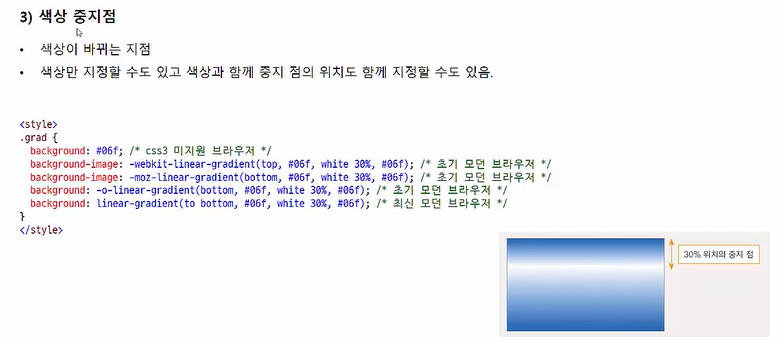 3) 색상 중지점
• 색상이 바뀌는 지점
• 색상만 지정할 수도 있고 색상과 함께 중지 점의 위치도 함께 지정할 수도 있음.
<style>
.grad {
background: #06f; /* css3 미지원 브라우저 */
background-image: -webkit-linear-gradient(top, #06f, white 30%, #06f); /* 초기 모던 브라우저 */
background-image: -moz-linear-gradient(bottom, #06f, white 30%, #06f); /* 초기 모던 브라우저 */
background: -o-linear-gradient(bottom, #06f, white 30%, #06f); /* 초기 모던 브라우저 */
background: linear-gradient(to bottom, #06f, white 30%, #06f); /* 최신 모던 브라우저 */
}
</style>
30% 위치의 중지 점